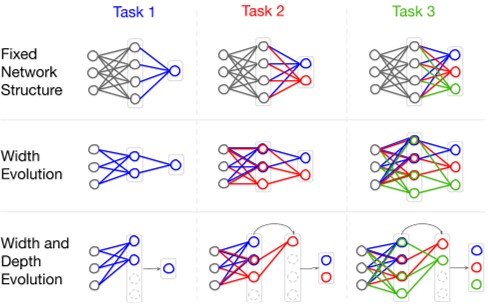 Task 1
Task 2
Task 3
Fixed
Network
Structure
Width
Evolution
Width and
Depth
Evolution